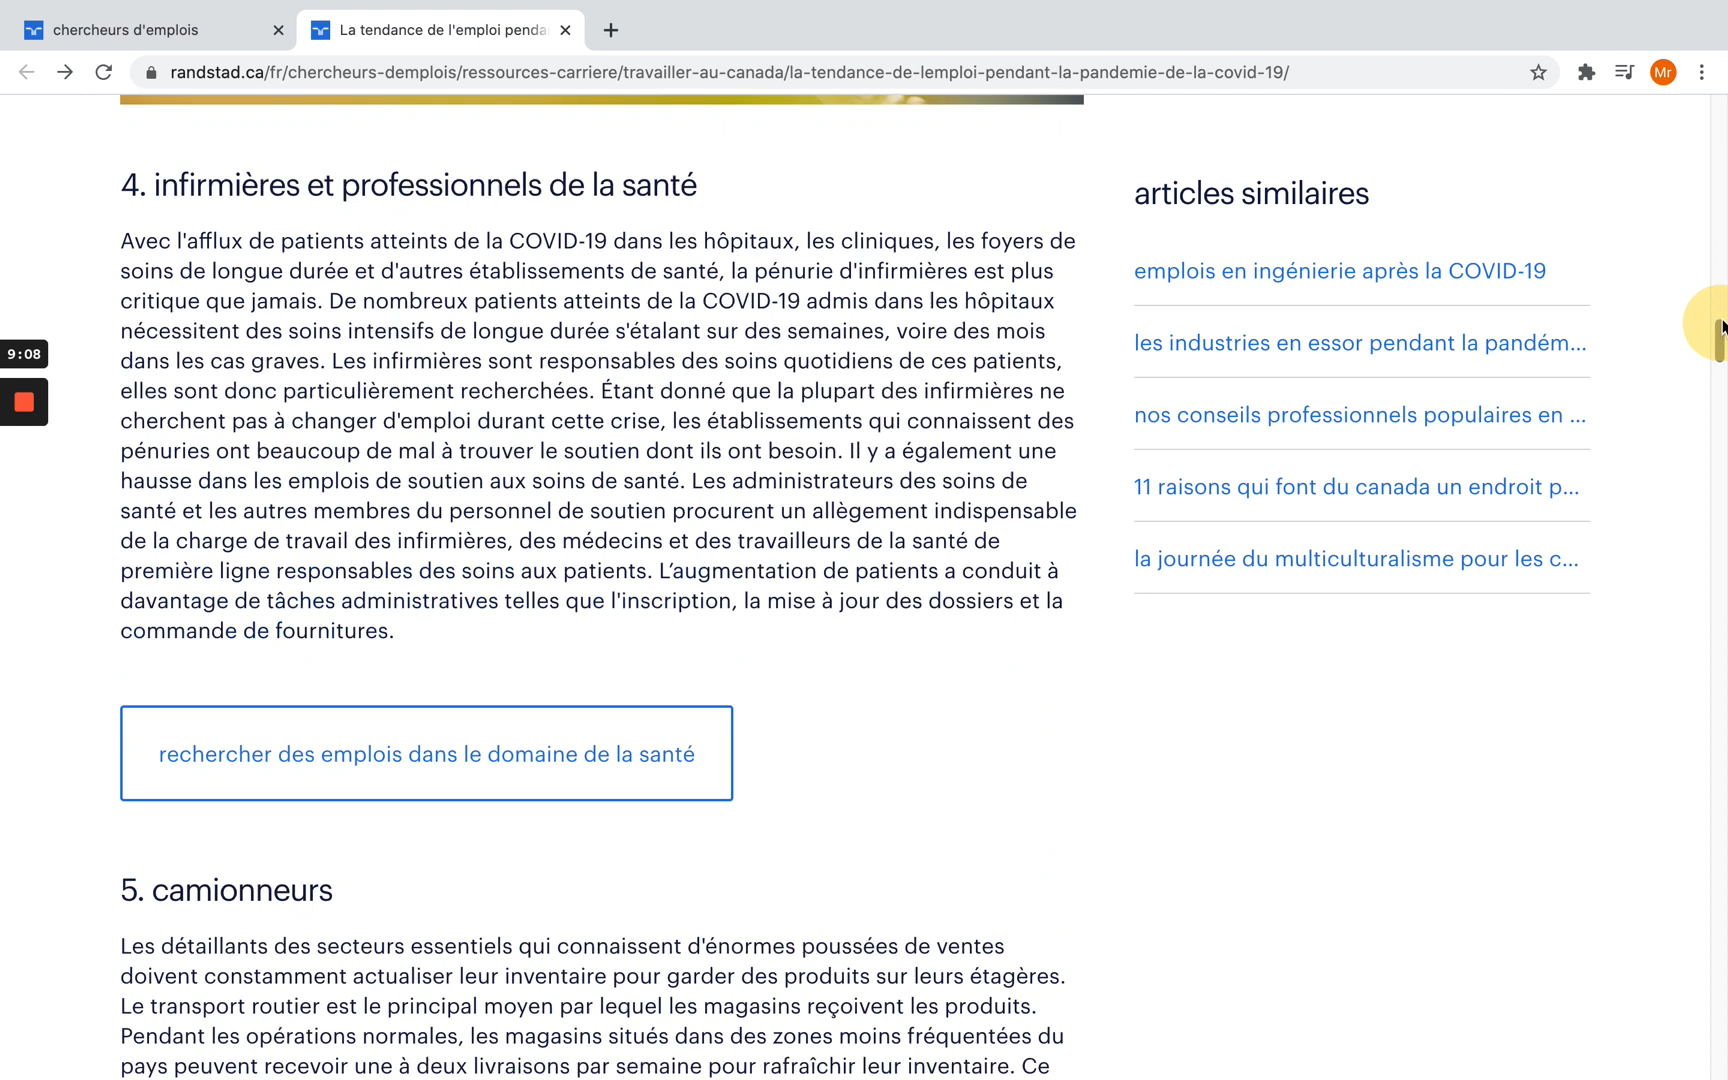 chercheurs d'emplois
La tendance de l'emploi penda
randstad.ca/fr/chercheurs-demplois/ressources-carriere/travailler-au-canada/la-tendance-de-lemploi-pendant-la-pandemie-de-la-covid-19/
Mr
4. infirmières et professionnels de la santé
Avec l'afflux de patients atteints de la COVID-19 dans les hôpitaux, les cliniques, les foyers de
soins de longue durée et d'autres établissements de santé, la pénurie d'infirmières est plus
critique que jamais. De nombreux patients atteints de la COVID-19 admis dans les hôpitaux
nécessitent des soins intensifs de longue durée s'étalant sur des semaines, voire des mois
dans les cas graves. Les infirmières sont responsables des soins quotidiens de ces patients,
elles sont donc particulièrement recherchées. Étant donné que la plupart des infirmières ne
cherchent pas à changer d'emploi durant cette crise, les établissements qui connaissent des
pénuries ont beaucoup de mal à trouver le soutien dont ils ont besoin. Il y a également une
hausse dans les emplois de soutien aux soins de santé. Les administrateurs des soins de
santé et les autres membres du personnel de soutien procurent un allègement indispensable
de la charge de travail des infirmières, des médecins et des travailleurs de la santé de
première ligne responsables des soins aux patients. L’augmentation de patients a conduit à
davantage de tâches administratives telles que l'inscription, la mise à jour des dossiers et la
commande de fournitures.
rechercher des emplois dans le domaine de la santé
5. camionneurs
Les détaillants des secteurs essentiels qui connaissent d'énormes poussées de ventes
doivent constamment actualiser leur inventaire pour garder des produits sur leurs étagères.
Le transport routier est le principal moyen par lequel les magasins reçoivent les produits.
Pendant les opérations normales, les magasins situés dans des zones moins fréquentées du
pays peuvent recevoir une à deux livraisons par semaine pour rafraîchir leur inventaire. Ce
articles similaires
emplois en ingénierie après la COVID-19
les industries en essor pendant la pandém...
nos conseils professionnels populaires en ...
11 raisons qui font du canada un endroit p...
la journée du multiculturalisme pour les c...
9:08